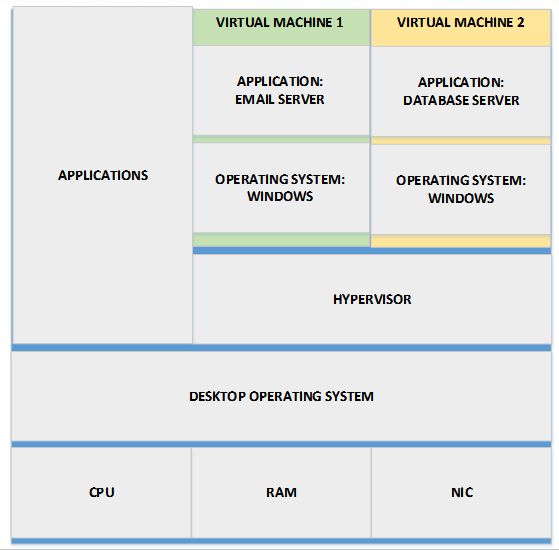 VIRTUAL MACHINE 1
VIRTUAL MACHINE 2
APPLICATION:
EMAIL SERVER
APPLICATION:
DATABASE SERVER
APPLICATIONS
OPERATING SYSTEM:
WINDOWS
OPERATING SYSTEM:
WINDOWS
HYPERVISOR
DESKTOP OPERATING SYSTEM
CPU
RAM
NIC